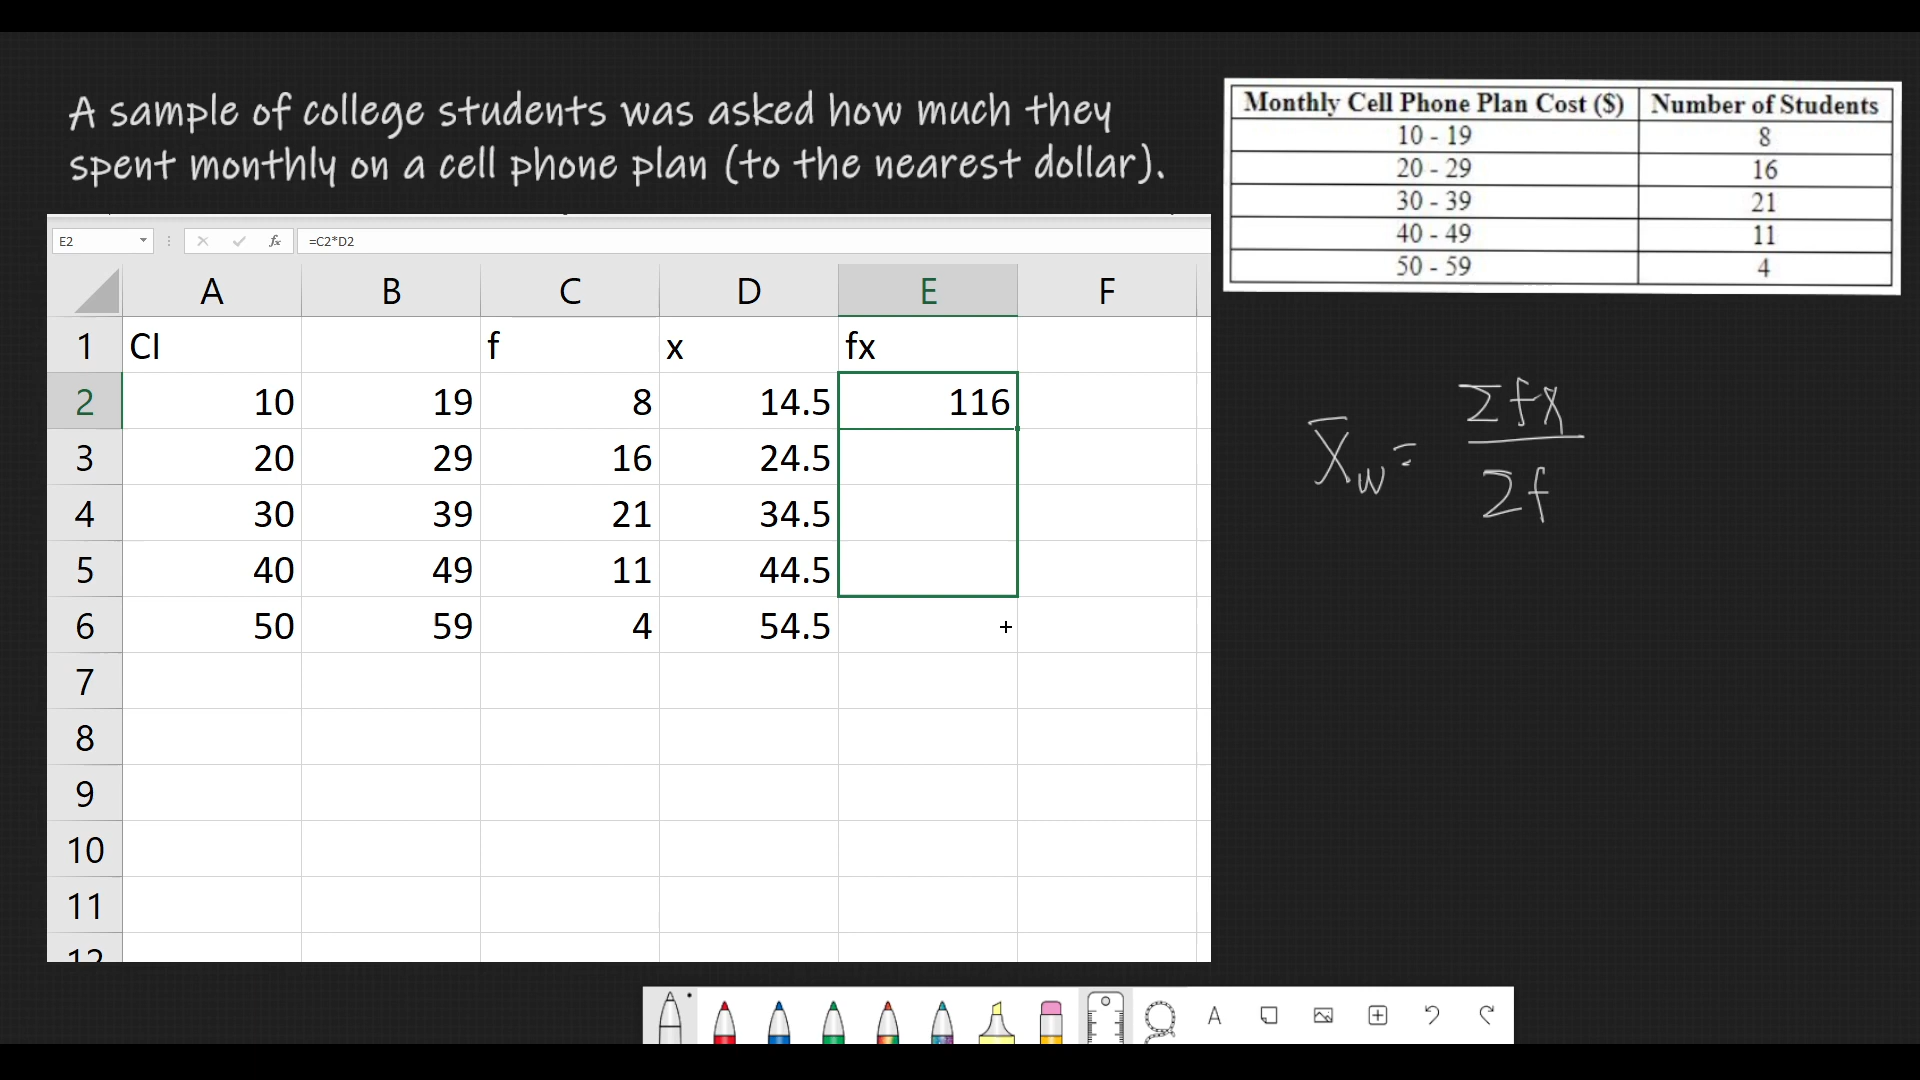 A sample of college students was asked how much they
spent monthly on a cell phone plan (to the nearest dollar).
Monthly Cell Phone Plan Cost ($) Number of Students
10 - 19 8
20 - 29 16
30 - 39 21
40 - 49 11
50 - 59 4
E2 fx =C2*D2
A B C D E F
1 CI f x fx
2 10 19 8 14.5 116
3 20 29 16 24.5
4 30 39 21 34.5
5 40 49 11 44.5
6 50 59 4 54.5
7
8
9
10
11
12
Σfx
X̄w =
Σf
A